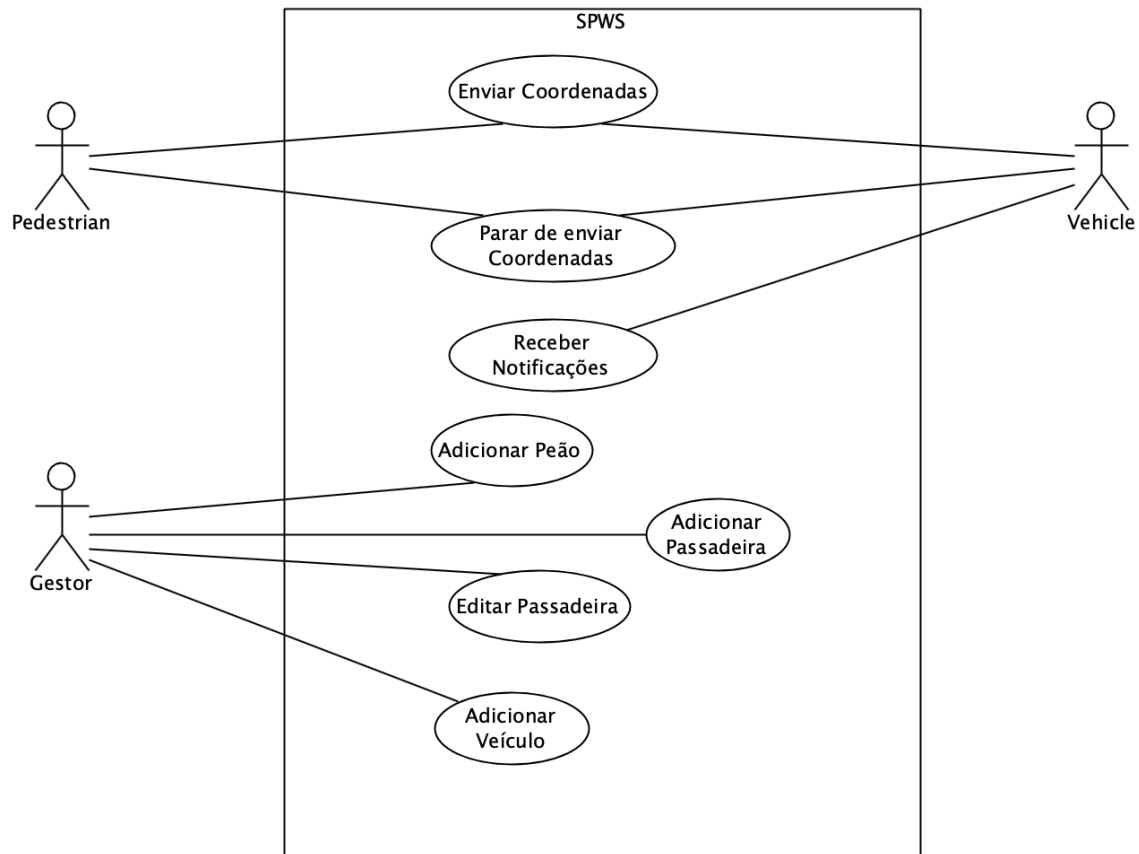 SPWS
Enviar Coordenadas
Pedestrian
Vehicle
Parar de enviar
Coordenadas
Receber
Notificações
Adicionar Peão
Gestor
Adicionar
Passadeira
Editar Passadeira
Adicionar
Veículo